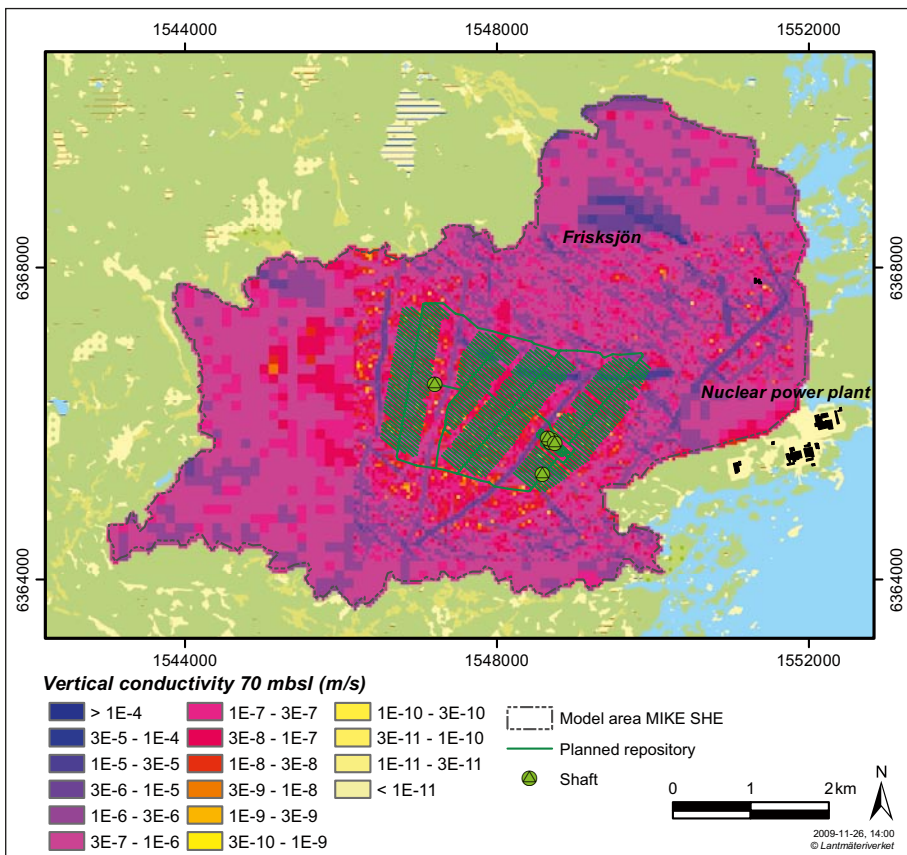 1544000 1548000 1552000
6368000 6368000
Frisksjön
Nuclear power plant
6364000 6364000
1544000 1548000 1552000
Vertical conductivity 70 mbsl (m/s)
> 1E-4
3E-5 - 1E-4
1E-5 - 3E-5
3E-6 - 1E-5
1E-6 - 3E-6
3E-7 - 1E-6
1E-7 - 3E-7
3E-8 - 1E-7
1E-8 - 3E-8
3E-9 - 1E-8
1E-9 - 3E-9
3E-10 - 1E-9
1E-10 - 3E-10
3E-11 - 1E-10
1E-11 - 3E-11
< 1E-11
Model area MIKE SHE
Planned repository
Shaft
0 1 2 km
N
2009-11-26, 14:00
© Lantmäteriverket